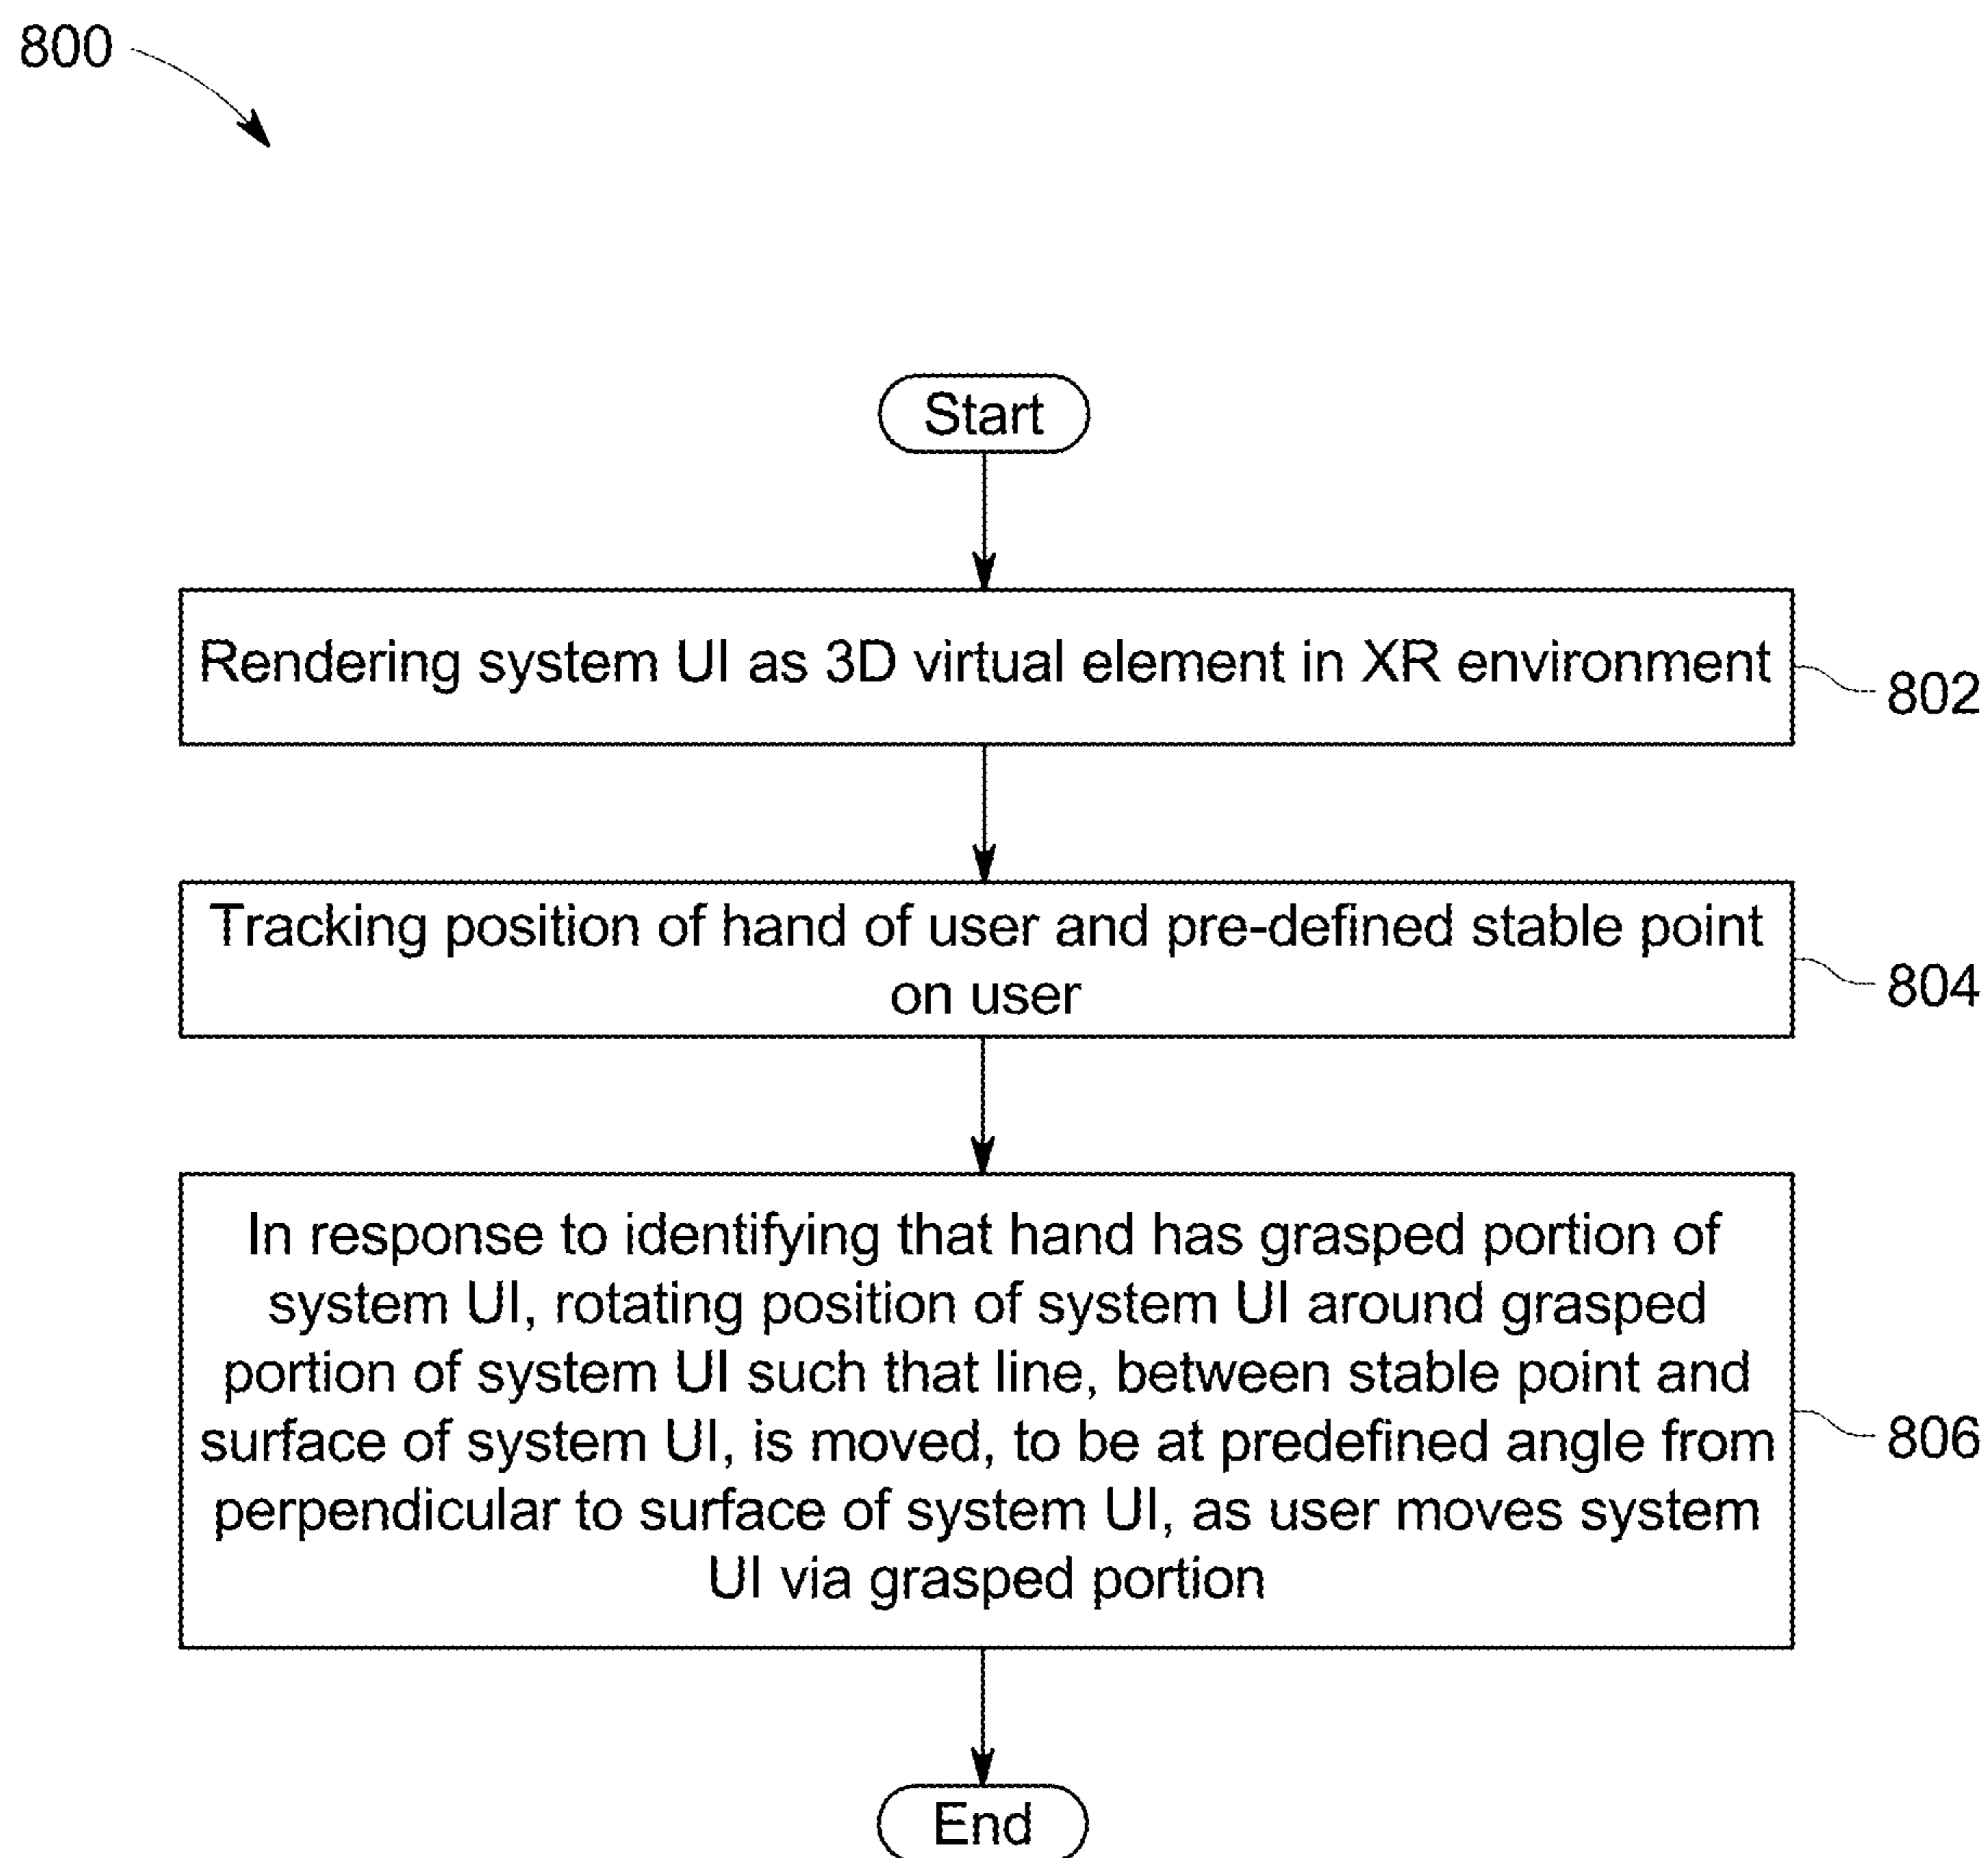 800
Start
Rendering system UI as 3D virtual element in XR environment
802
Tracking position of hand of user and pre-defined stable point
on user
804
In response to identifying that hand has grasped portion of
system UI, rotating position of system UI around grasped
portion of system UI such that line, between stable point and
surface of system UI, is moved, to be at predefined angle from
perpendicular to surface of system UI, as user moves system
UI via grasped portion
806
End